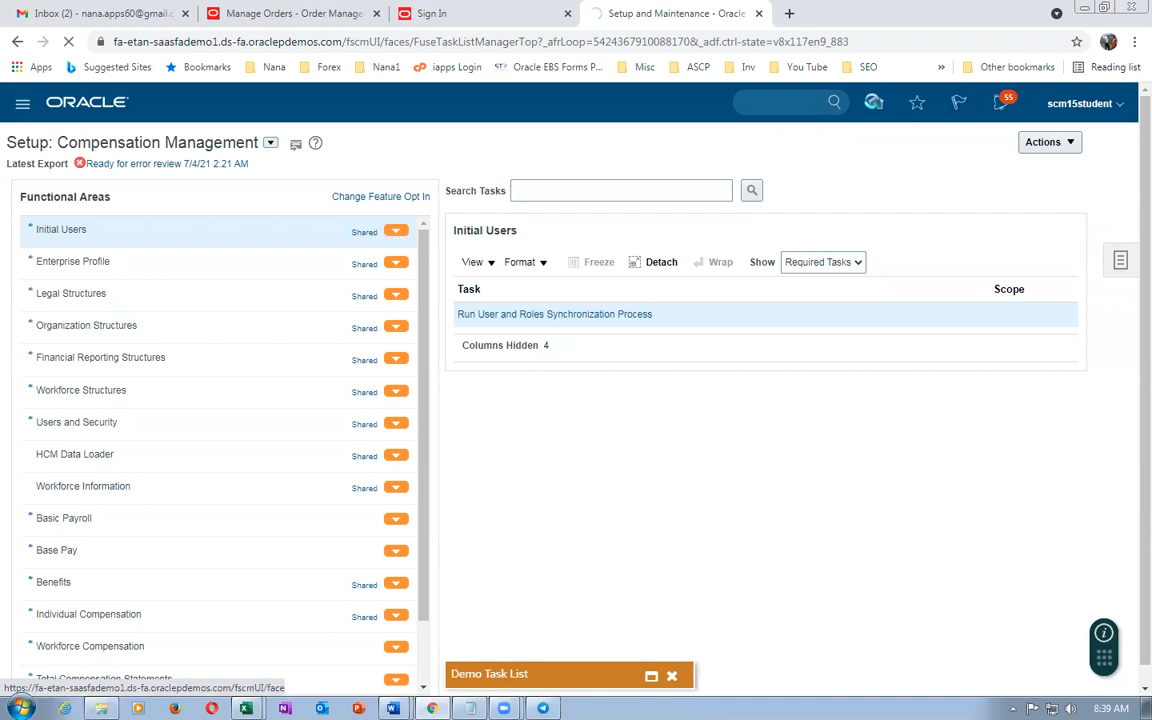 Inbox (2) - nana.apps60@gmail.c
Manage Orders - Order Manage
Sign In
Setup and Maintenance - Oracle
fa-etan-saasfademo1.ds-fa.oraclepdemos.com/fscmUI/faces/FuseTaskListManagerTop?_afrLoop=5424367910088170&_adf.ctrl-state=v8x117en9_883
Apps Suggested Sites Bookmarks Nana Forex Nana1 iapps Login Oracle EBS Forms P... Misc ASCP Inv You Tube SEO » Other bookmarks Reading list
ORACLE
55
scm15student
Setup: Compensation Management
Actions
Latest Export Ready for error review 7/4/21 2:21 AM
Functional Areas
Change Feature Opt In
* Initial Users Shared
* Enterprise Profile Shared
* Legal Structures Shared
* Organization Structures Shared
* Financial Reporting Structures Shared
* Workforce Structures Shared
* Users and Security Shared
HCM Data Loader Shared
Workforce Information Shared
* Basic Payroll
* Base Pay
* Benefits Shared
* Individual Compensation Shared
* Workforce Compensation
* Total Compensation Statements
Search Tasks
Initial Users
View Format Freeze Detach Wrap Show Required Tasks
Task Scope
Run User and Roles Synchronization Process
Columns Hidden 4
Demo Task List
https://fa-etan-saasfademo1.ds-fa.oraclepdemos.com/fscmUI/face
8:39 AM